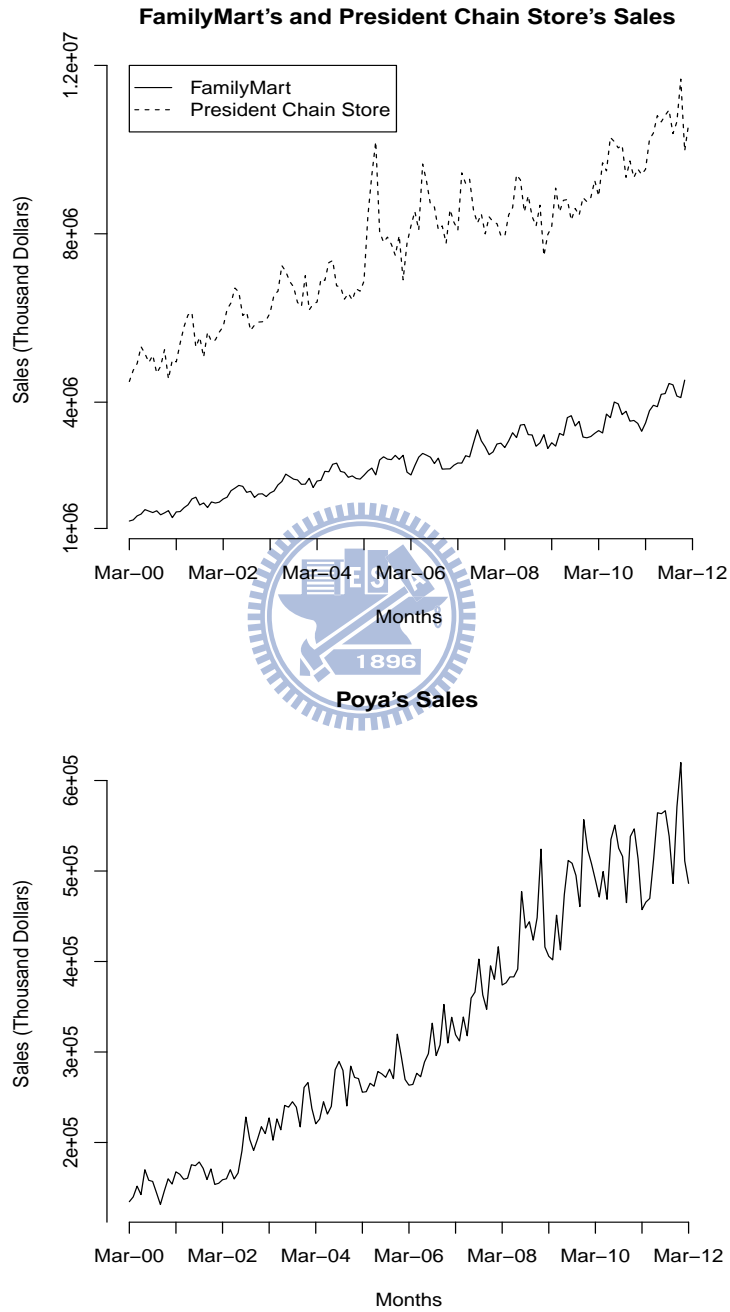 FamilyMart's and President Chain Store's Sales
FamilyMart
President Chain Store
Sales (Thousand Dollars)
1e+06
4e+06
8e+06
1.2e+07
Mar−00 Mar−02 Mar−04 Mar−06 Mar−08 Mar−10 Mar−12
Months
E S
1896
Poya's Sales
Sales (Thousand Dollars)
2e+05
3e+05
4e+05
5e+05
6e+05
Mar−00 Mar−02 Mar−04 Mar−06 Mar−08 Mar−10 Mar−12
Months